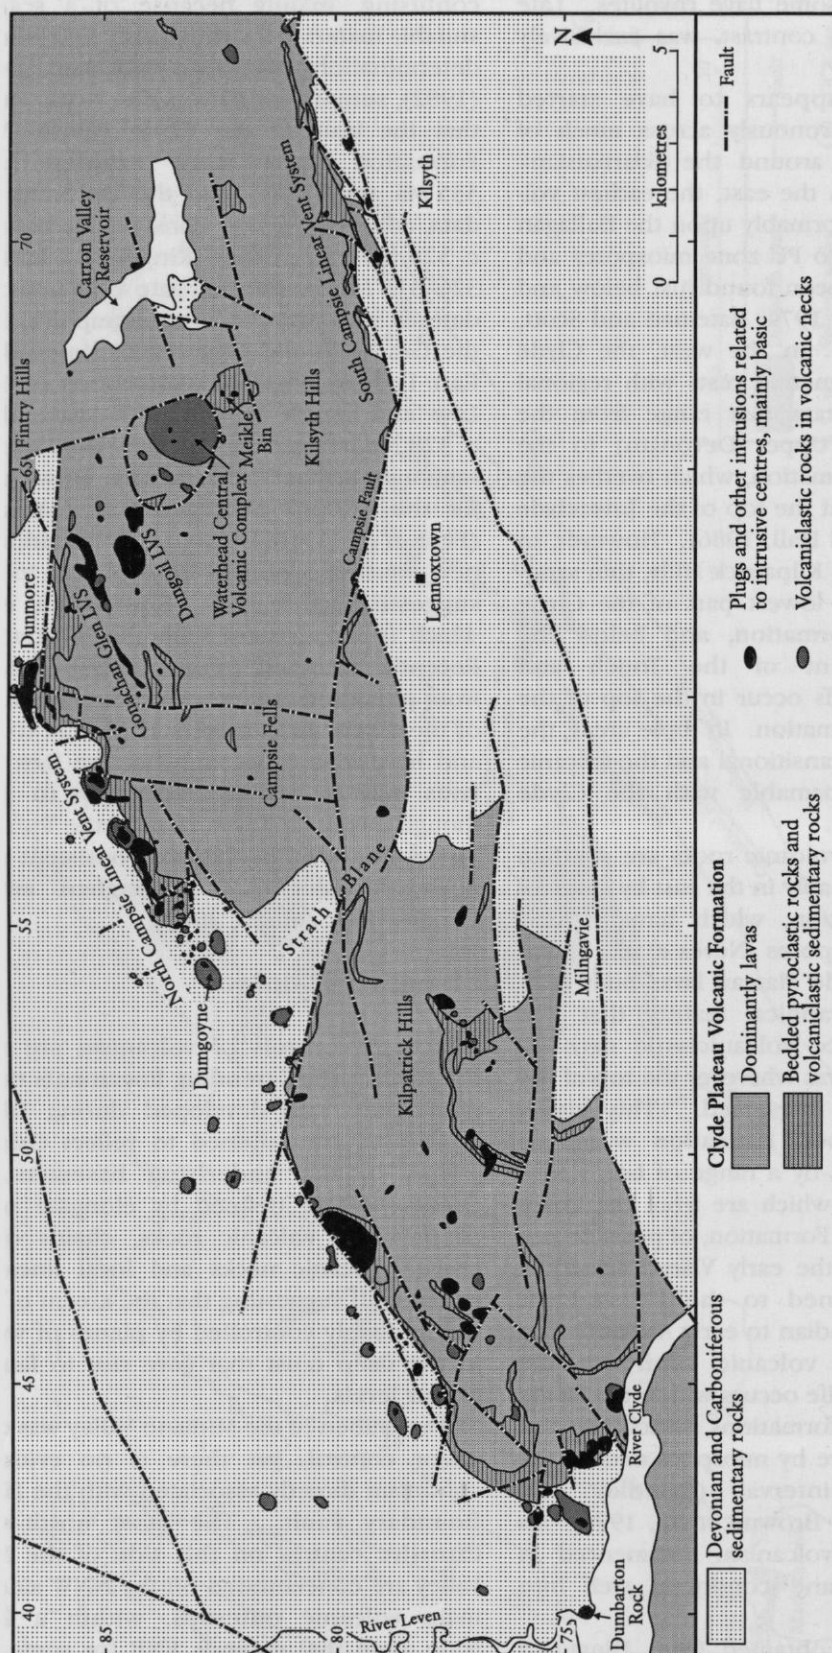 40
45
50
55
65
70
85
80
75
Fintry Hills
Carron Valley
Reservoir
Dunmore
Gonachan Glen LVS
Dungoil LVS
Waterhead Central
Volcanic Complex
Meikle
Bin
Kilsyth Hills
South Campsie Linear Vent System
North Campsie Linear Vent System
Campsie Fells
Campsie Fault
Dumgoyne
Strath Blane
Lennoxtown
Kilsyth
Kilpatrick Hills
Milngavie
River Clyde
River Leven
Dumbarton
Rock
N
0
5
kilometres
Devonian and Carboniferous
sedimentary rocks
Clyde Plateau Volcanic Formation
Dominantly lavas
Bedded pyroclastic rocks and
volcaniclastic sedimentary rocks
Plugs and other intrusions related
to intrusive centres, mainly basic
Volcaniclastic rocks in volcanic necks
Fault